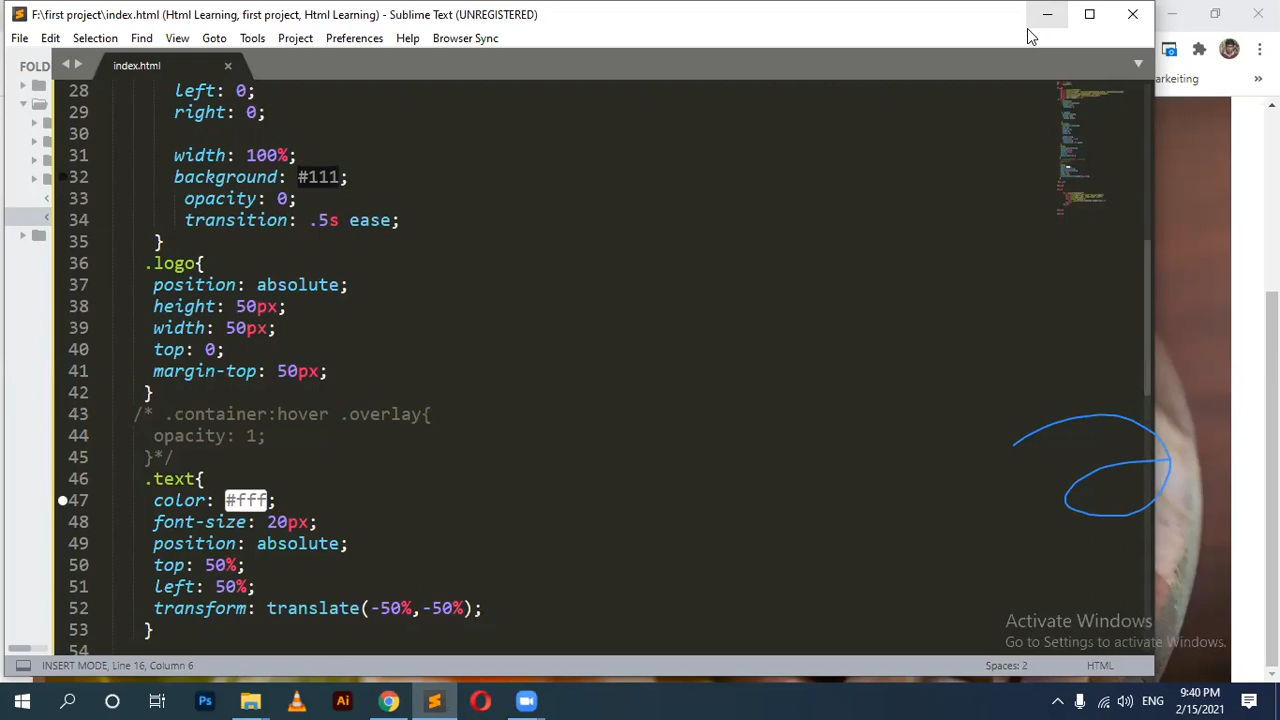 F:\first project\index.html (Html Learning, first project, Html Learning) - Sublime Text (UNREGISTERED)
File Edit Selection Find View Goto Tools Project Preferences Help Browser Sync
FOLD
index.html
arkeiting
28 left: 0;
29 right: 0;
30
31 width: 100%;
32 background: #111;
33 opacity: 0;
34 transition: .5s ease;
35 }
36 .logo{
37 position: absolute;
38 height: 50px;
39 width: 50px;
40 top: 0;
41 margin-top: 50px;
42 }
43 /* .container:hover .overlay{
44 opacity: 1;
45 }*/
46 .text{
47 color: #fff;
48 font-size: 20px;
49 position: absolute;
50 top: 50%;
51 left: 50%;
52 transform: translate(-50%,-50%);
53 }
54
Activate Windows
Go to Settings to activate Windows.
INSERT MODE, Line 16, Column 6
Spaces: 2
HTML
Ps
Ai
ENG
9:40 PM
2/15/2021